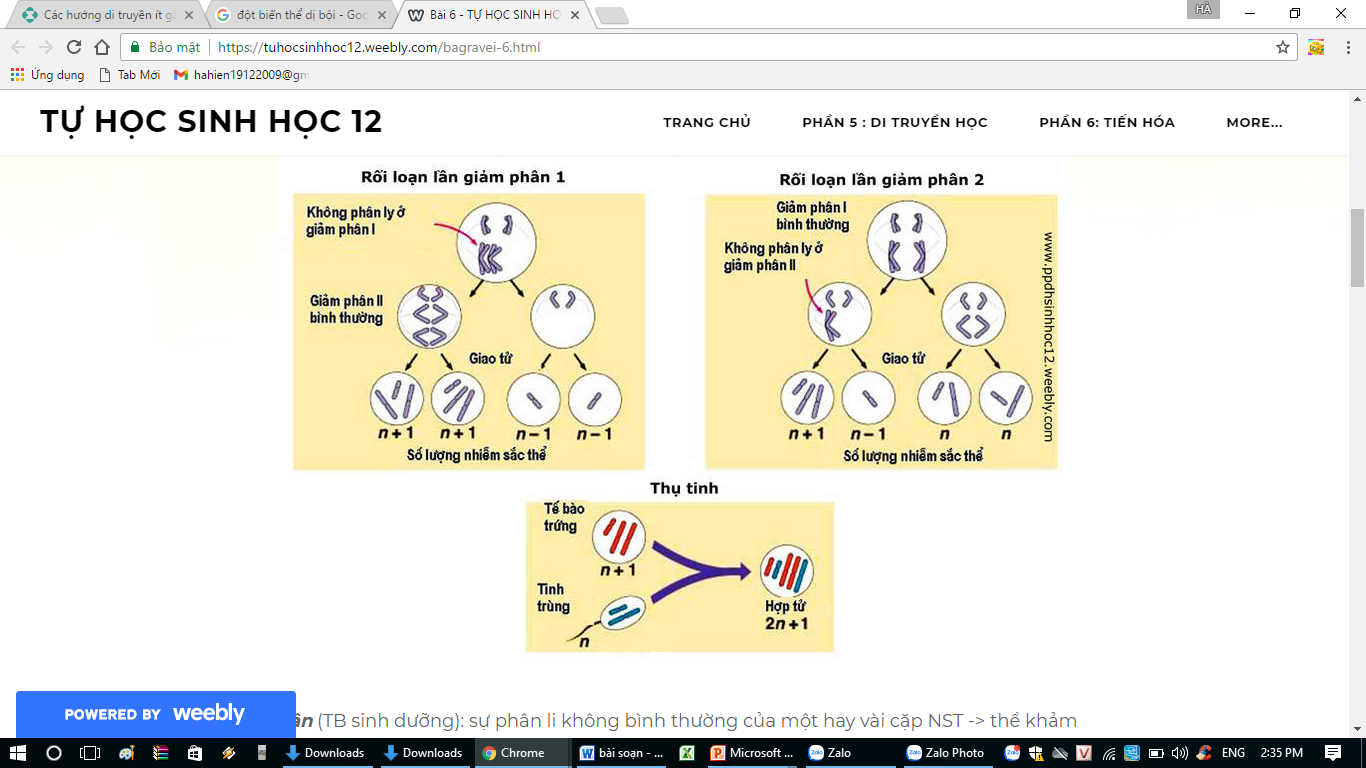 Các hướng di truyền ít g
đột biến thể dị bội - Goo
Bài 6 - TỰ HỌC SINH HỌ
HÀ
Bảo mật
https://tuhocsinhhoc12.weebly.com/bagravei-6.html
Ứng dụng
Tab Mới
hahien19122009@gm
TỰ HỌC SINH HỌC 12
TRANG CHỦ
PHẦN 5 : DI TRUYỀN HỌC
PHẦN 6: TIẾN HÓA
MORE...
Rối loạn lần giảm phân 1
Không phân ly ở
giảm phân I
Giảm phân II
bình thường
Giao tử
n+1 n+1 n−1 n−1
Số lượng nhiễm sắc thể
Rối loạn lần giảm phân 2
Giảm phân I
bình thường
Không phân ly ở
giảm phân II
Giao tử
n+1 n−1 n n
Số lượng nhiễm sắc thể
www.ppdhsinhhoc12.weebly.com
Thụ tinh
Tế bào
trứng
n+1
Tinh
trùng
n
Hợp tử
2n+1
POWERED BY weebly
ân (TB sinh dưỡng): sự phân li không bình thường của một hay vài cặp NST -> thể khảm
Downloads
Downloads
Chrome
bài soạn - ...
Microsoft ...
Zalo
Zalo Photo
ENG
2:35 PM